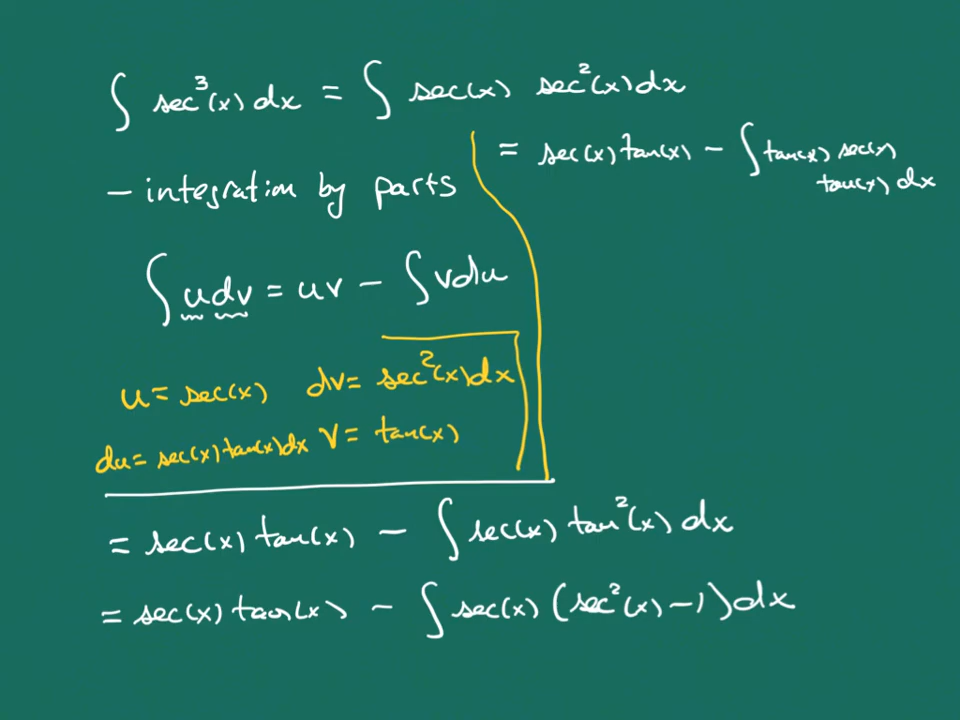 ∫ sec³(x) dx = ∫ sec(x) sec²(x) dx
= sec(x) tan(x) − ∫ tan(x) sec(x)
tan(x) dx
− integration by parts
∫ u dv = uv − ∫ v du
u = sec(x) dv = sec²(x) dx
du = sec(x) tan(x) dx v = tan(x)
= sec(x) tan(x) − ∫ sec(x) tan²(x) dx
= sec(x) tan(x) − ∫ sec(x) (sec²(x) − 1) dx